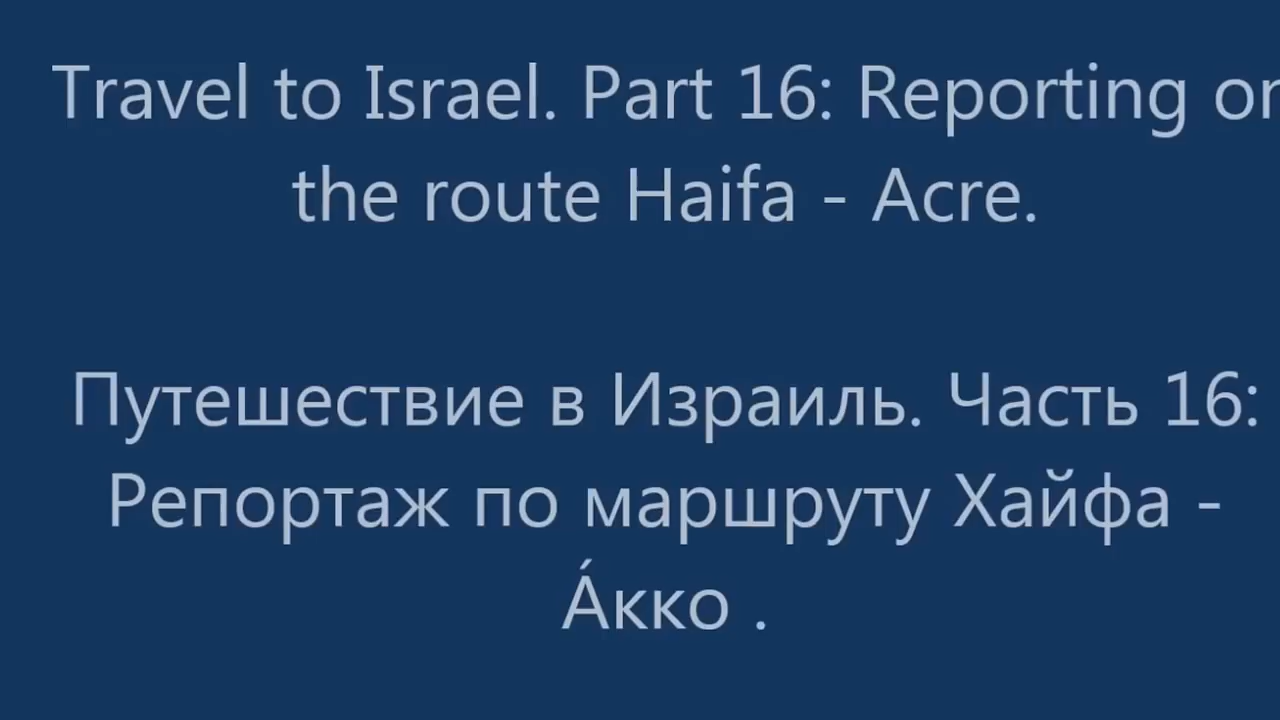 Travel to Israel. Part 16: Reporting on
the route Haifa - Acre.
Путешествие в Израиль. Часть 16:
Репортаж по маршруту Хайфа -
А́кко .